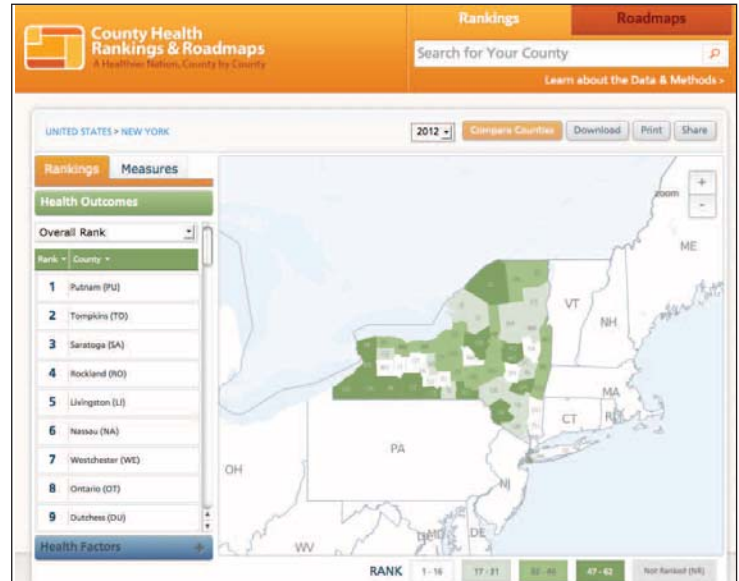 County Health
Rankings & Roadmaps
A Healthier Nation, County by County
Rankings
Roadmaps
Search for Your County
Learn about the Data & Methods >
UNITED STATES > NEW YORK
2012
Compare Counties
Download
Print
Share
Rankings
Measures
Health Outcomes
Overall Rank
Rank
County
1 Putnam (PU)
2 Tompkins (TO)
3 Saratoga (SA)
4 Rockland (RO)
5 Livingston (LI)
6 Nassau (NA)
7 Westchester (WE)
8 Ontario (OT)
9 Dutchess (DU)
Health Factors +
zoom
+
-
ME
VT
NH
MA
CT
RI
PA
NJ
OH
MD
DE
WV
RANK
1 - 16
17 - 31
32 - 46
47 - 62
Not Ranked (NR)